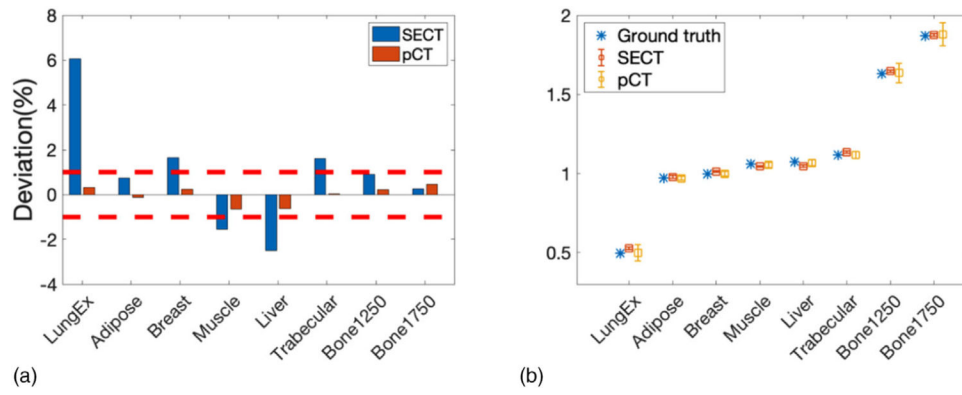 8
6
4
2
0
-2
-4
Deviation(%)
SECT
pCT
LungEx
Adipose
Breast
Muscle
Liver
Trabecular
Bone1250
Bone1750
(a)
2
1.5
1
0.5
Ground truth
SECT
pCT
LungEx
Adipose
Breast
Muscle
Liver
Trabecular
Bone1250
Bone1750
(b)